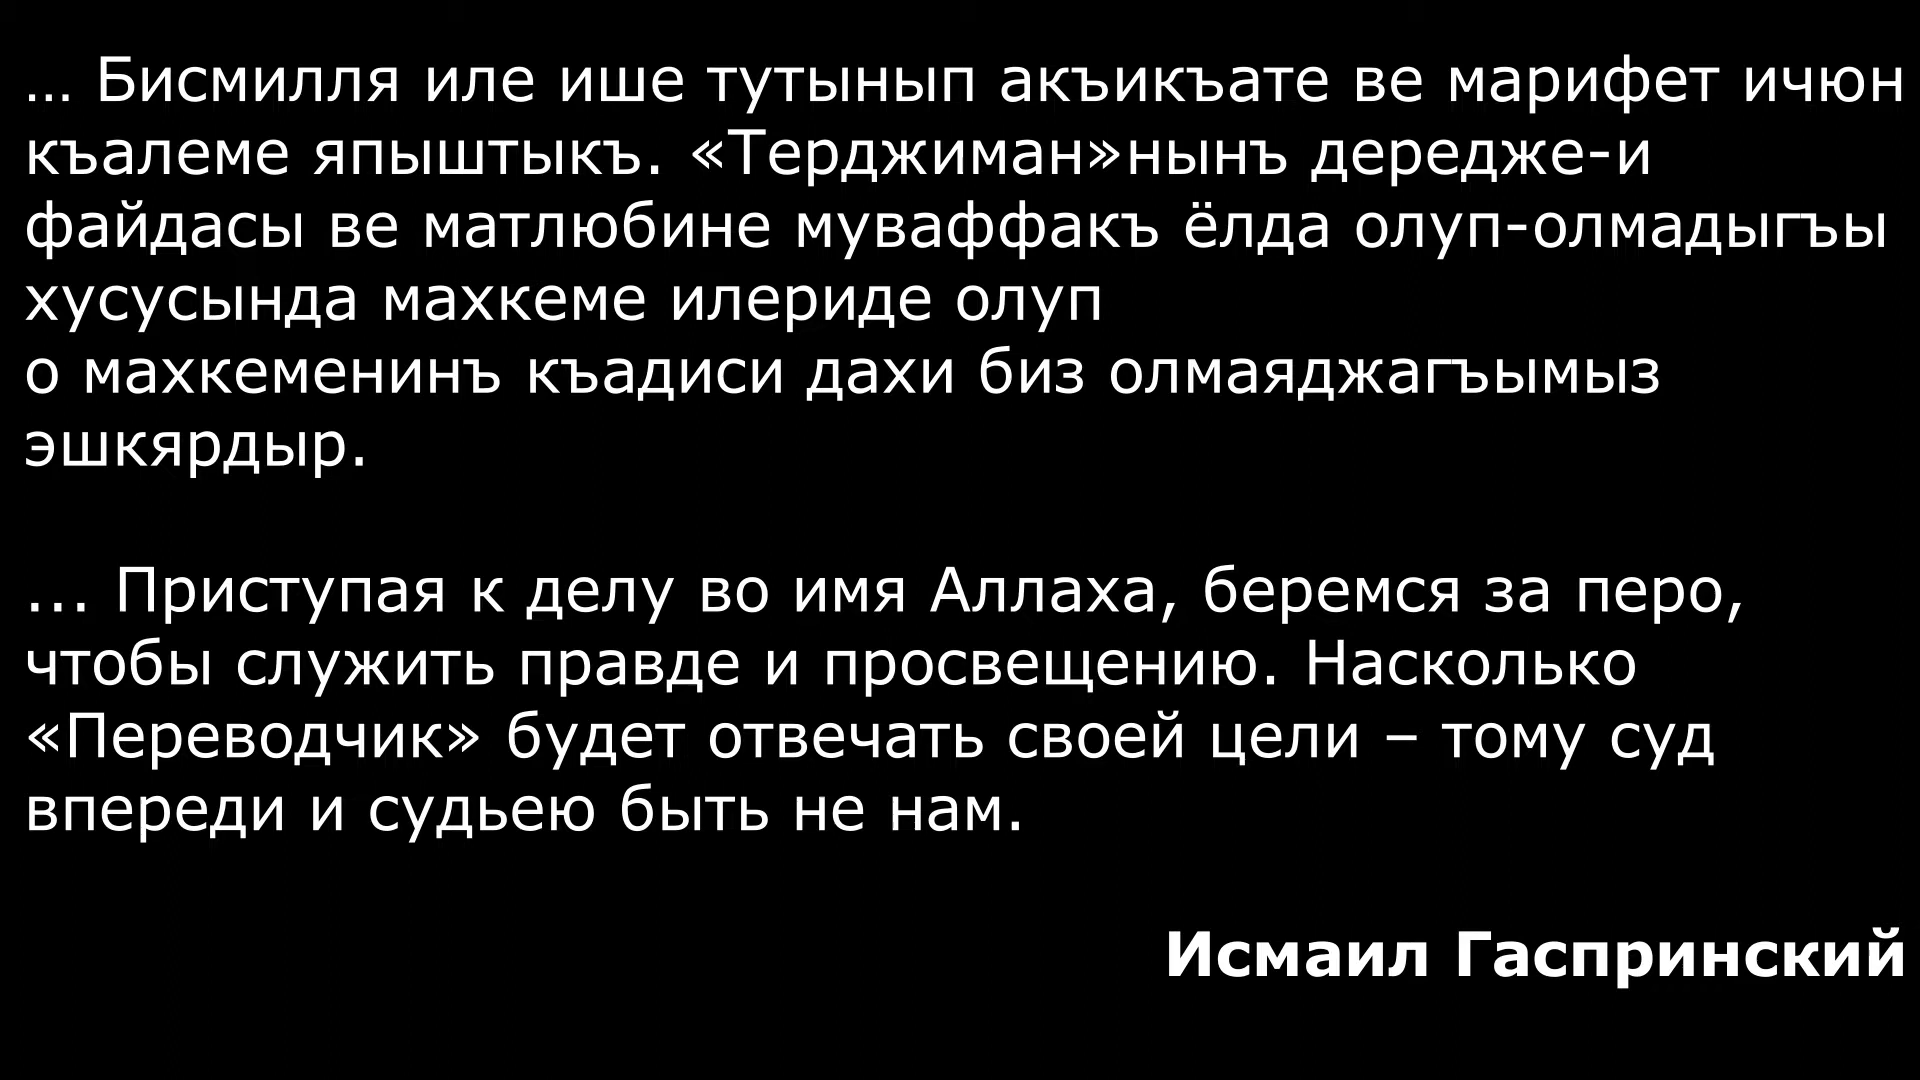 ... Бисмилля иле ише тутынып акъикъате ве марифет ичюн
къалеме япыштыкъ. «Терджиман»нынъ дередже-и
файдасы ве матлюбине муваффакъ ёлда олуп-олмадыгъы
хусусында махкеме илериде олуп
о махкеменинъ къадиси дахи биз олмаяджагъымыз
эшкярдыр.
... Приступая к делу во имя Аллаха, беремся за перо,
чтобы служить правде и просвещению. Насколько
«Переводчик» будет отвечать своей цели – тому суд
впереди и судьею быть не нам.
Исмаил Гаспринский